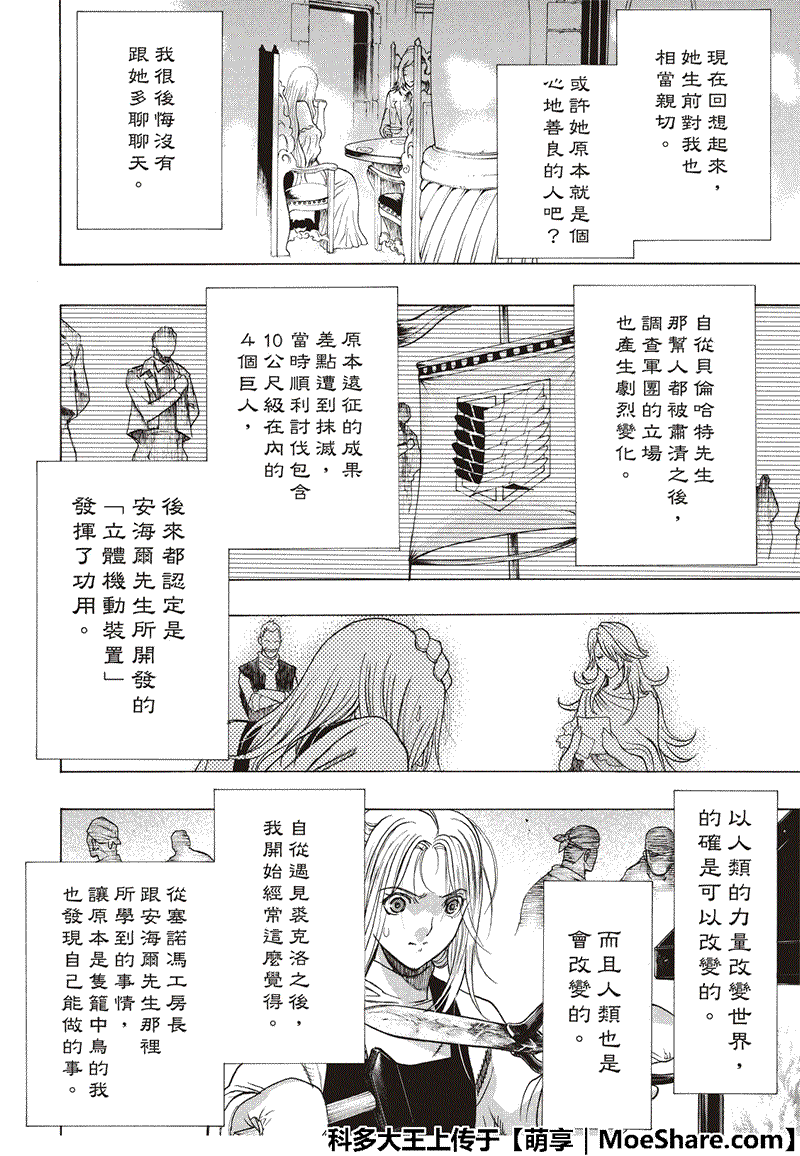 現在回想起來，
她生前對我也
相當親切。
或許她原本就是個
心地善良的人吧？
我很後悔沒有
跟她多聊聊天。
自從貝倫哈特先生
那幫人都被肅清之後，
調查軍團的立場
也產生劇烈變化。
原本遠征的成果
差點遭到抹滅，
當時順利討伐包含
10公尺級在內的
4個巨人，
後來都認定是
安海爾先生所開發的
「立體機動裝置」
發揮了功用。
以人類的力量改變世界，
的確是可以改變的。
而且人類也是
會改變的。
自從遇見裘克洛之後，
我開始經常這麼覺得。
從塞諾馮工房長
跟安海爾先生那裡
所學到的事情，
讓原本是隻籠中鳥的我
也發現自己能做的事。
科多大王上传于【萌享│MoeShare.com】